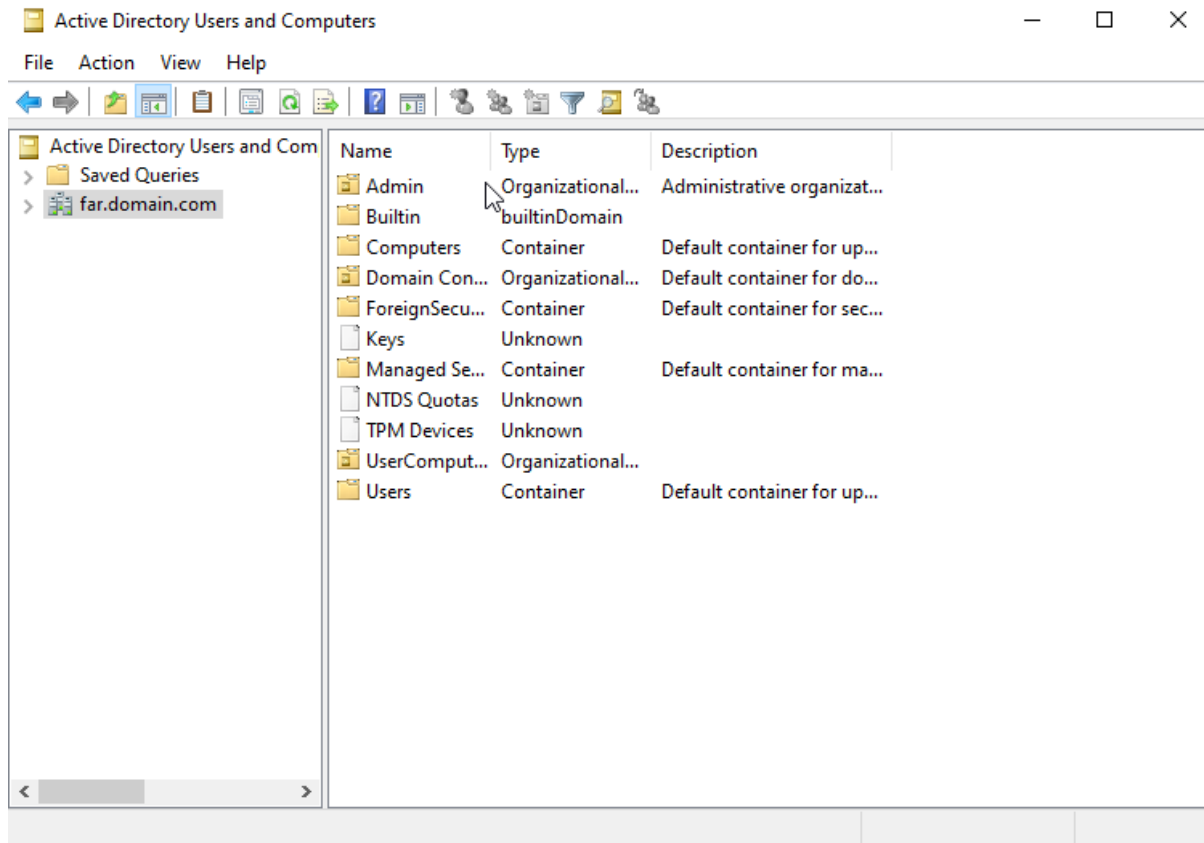 Active Directory Users and Computers
File Action View Help
Active Directory Users and Com
Saved Queries
far.domain.com
Name Type Description
Admin Organizational... Administrative organizat...
Builtin builtinDomain
Computers Container Default container for up...
Domain Con... Organizational... Default container for do...
ForeignSecu... Container Default container for sec...
Keys Unknown
Managed Se... Container Default container for ma...
NTDS Quotas Unknown
TPM Devices Unknown
UserComput... Organizational...
Users Container Default container for up...